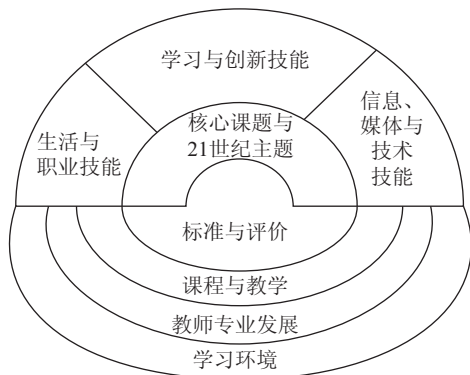 学习与创新技能
生活与
职业技能
核心课题与
21世纪主题
信息、
媒体与
技术
技能
标准与评价
课程与教学
教师专业发展
学习环境